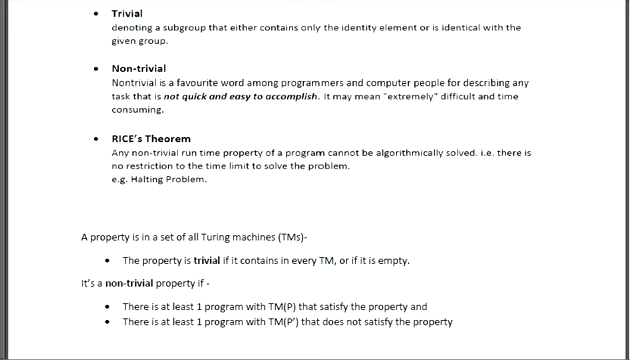 • Trivial
denoting a subgroup that either contains only the identity element or is identical with the
given group.
• Non-trivial
Nontrivial is a favourite word among programmers and computer people for describing any
task that is not quick and easy to accomplish. It may mean "extremely" difficult and time
consuming.
• RICE's Theorem
Any non-trivial run time property of a program cannot be algorithmically solved. i.e. there is
no restriction to the time limit to solve the problem.
e.g. Halting Problem.
A property is in a set of all Turing machines (TMs)-
• The property is trivial if it contains in every TM, or if it is empty.
It's a non-trivial property if -
• There is at least 1 program with TM(P) that satisfy the property and
• There is at least 1 program with TM(P') that does not satisfy the property